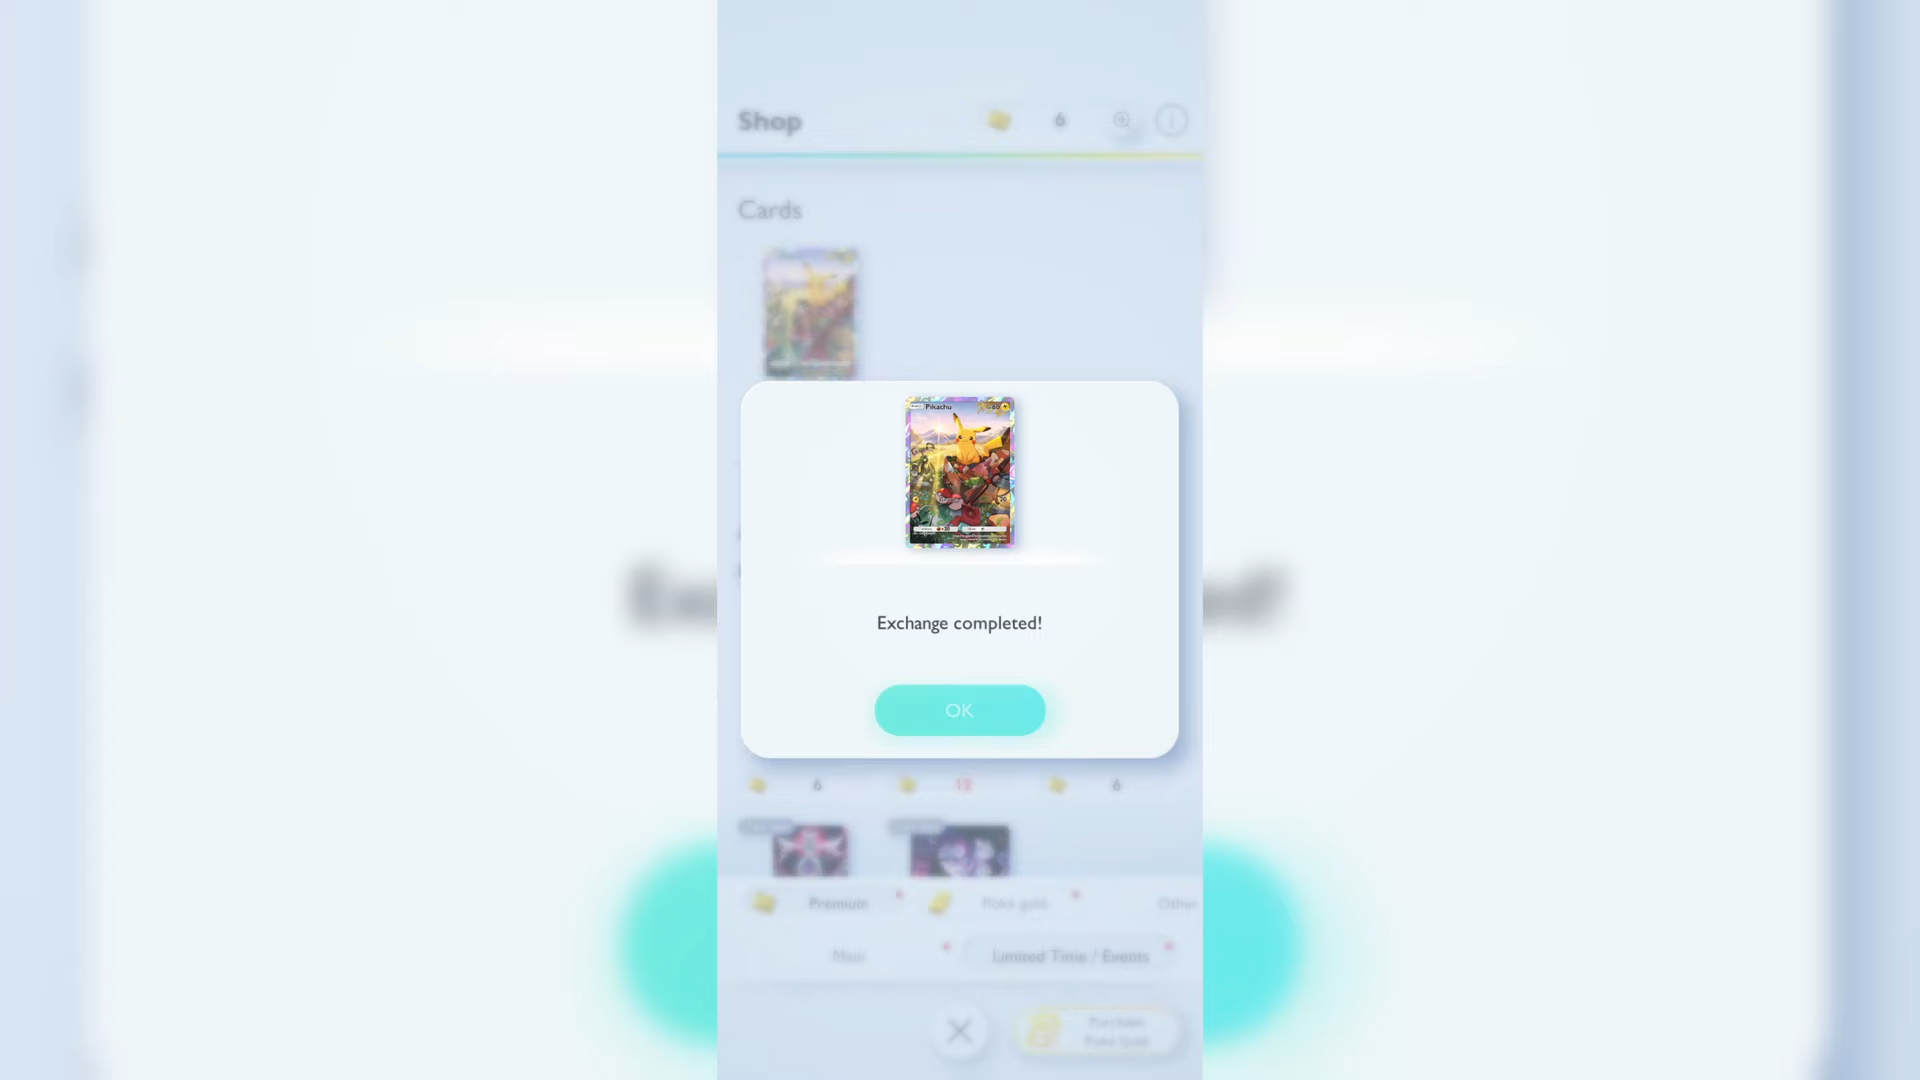 Shop
6
Cards
Pikachu
60
Exchange completed!
OK
6
12
6
Premium
Poké gold
Other
Main
Limited Time / Events
Purchase
Poké Gold